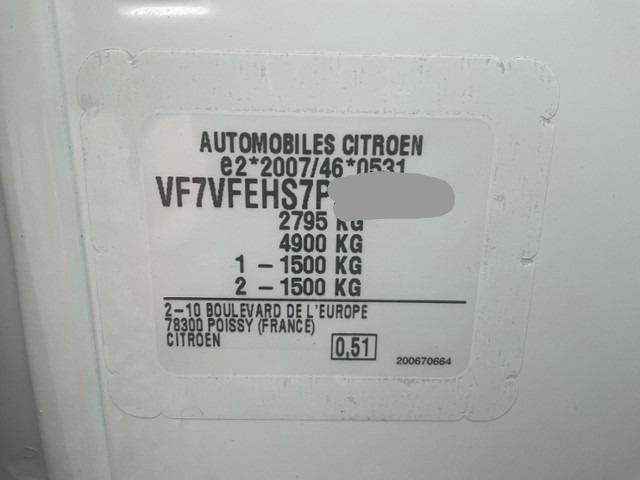 AUTOMOBILES CITROEN
e2*2007/46*0531
VF7VFEHS7P
2795 KG
4900 KG
1 - 1500 KG
2 - 1500 KG
2-10 BOULEVARD DE L'EUROPE
78300 POISSY (FRANCE)
CITROEN
0,51
200670664